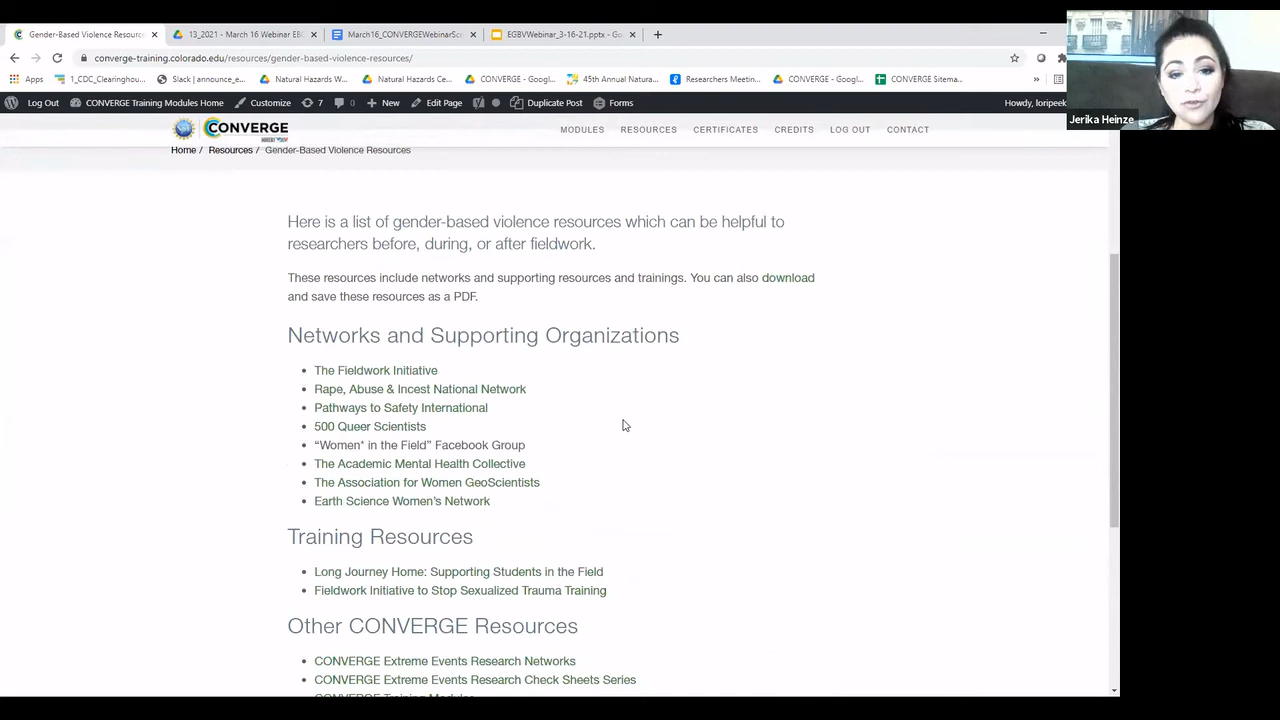 Gender-Based Violence Resourc
13_2021 - March 16 Webinar EB
March 16_CONVERGEWebinarSc
EGBVWebinar_3-16-21.pptx - Go
converge-training.colorado.edu/resources/gender-based-violence-resources/
Apps
1_CDC_Clearinghou...
Slack | announce_e...
Natural Hazards W...
Natural Hazards Ce...
CONVERGE - Googl...
45th Annual Natura...
Researchers Meetin...
CONVERGE - Googl...
CONVERGE Sitema...
»
Log Out
CONVERGE Training Modules Home
Customize
7
0
New
Edit Page
Duplicate Post
Forms
Howdy, loripeek
Jerika Heinze
CONVERGE
MODULES
RESOURCES
CERTIFICATES
CREDITS
LOG OUT
CONTACT
Home / Resources / Gender-Based Violence Resources
Here is a list of gender-based violence resources which can be helpful to
researchers before, during, or after fieldwork.
These resources include networks and supporting resources and trainings. You can also download
and save these resources as a PDF.
Networks and Supporting Organizations
• The Fieldwork Initiative
• Rape, Abuse & Incest National Network
• Pathways to Safety International
• 500 Queer Scientists
• “Women* in the Field” Facebook Group
• The Academic Mental Health Collective
• The Association for Women GeoScientists
• Earth Science Women’s Network
Training Resources
• Long Journey Home: Supporting Students in the Field
• Fieldwork Initiative to Stop Sexualized Trauma Training
Other CONVERGE Resources
• CONVERGE Extreme Events Research Networks
• CONVERGE Extreme Events Research Check Sheets Series
CONVERGE Training Modules